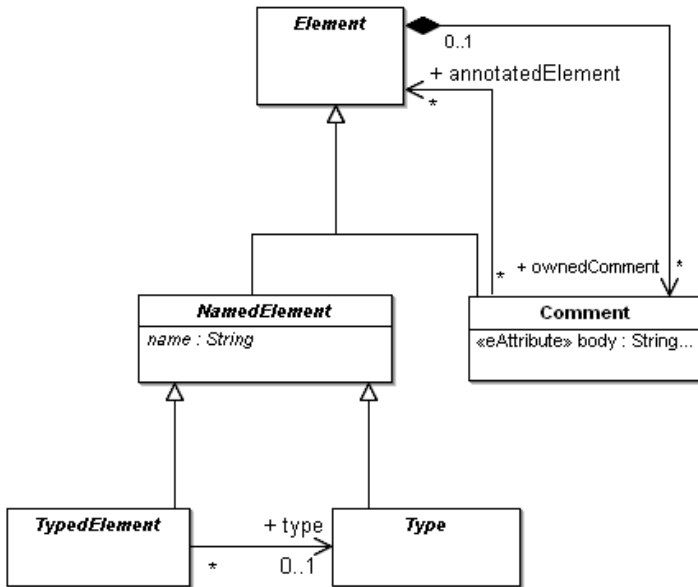 Element
0..1
+ annotatedElement
*
* + ownedComment *
NamedElement
name : String
Comment
«eAttribute» body : String...
TypedElement
+ type
Type
* 0..1